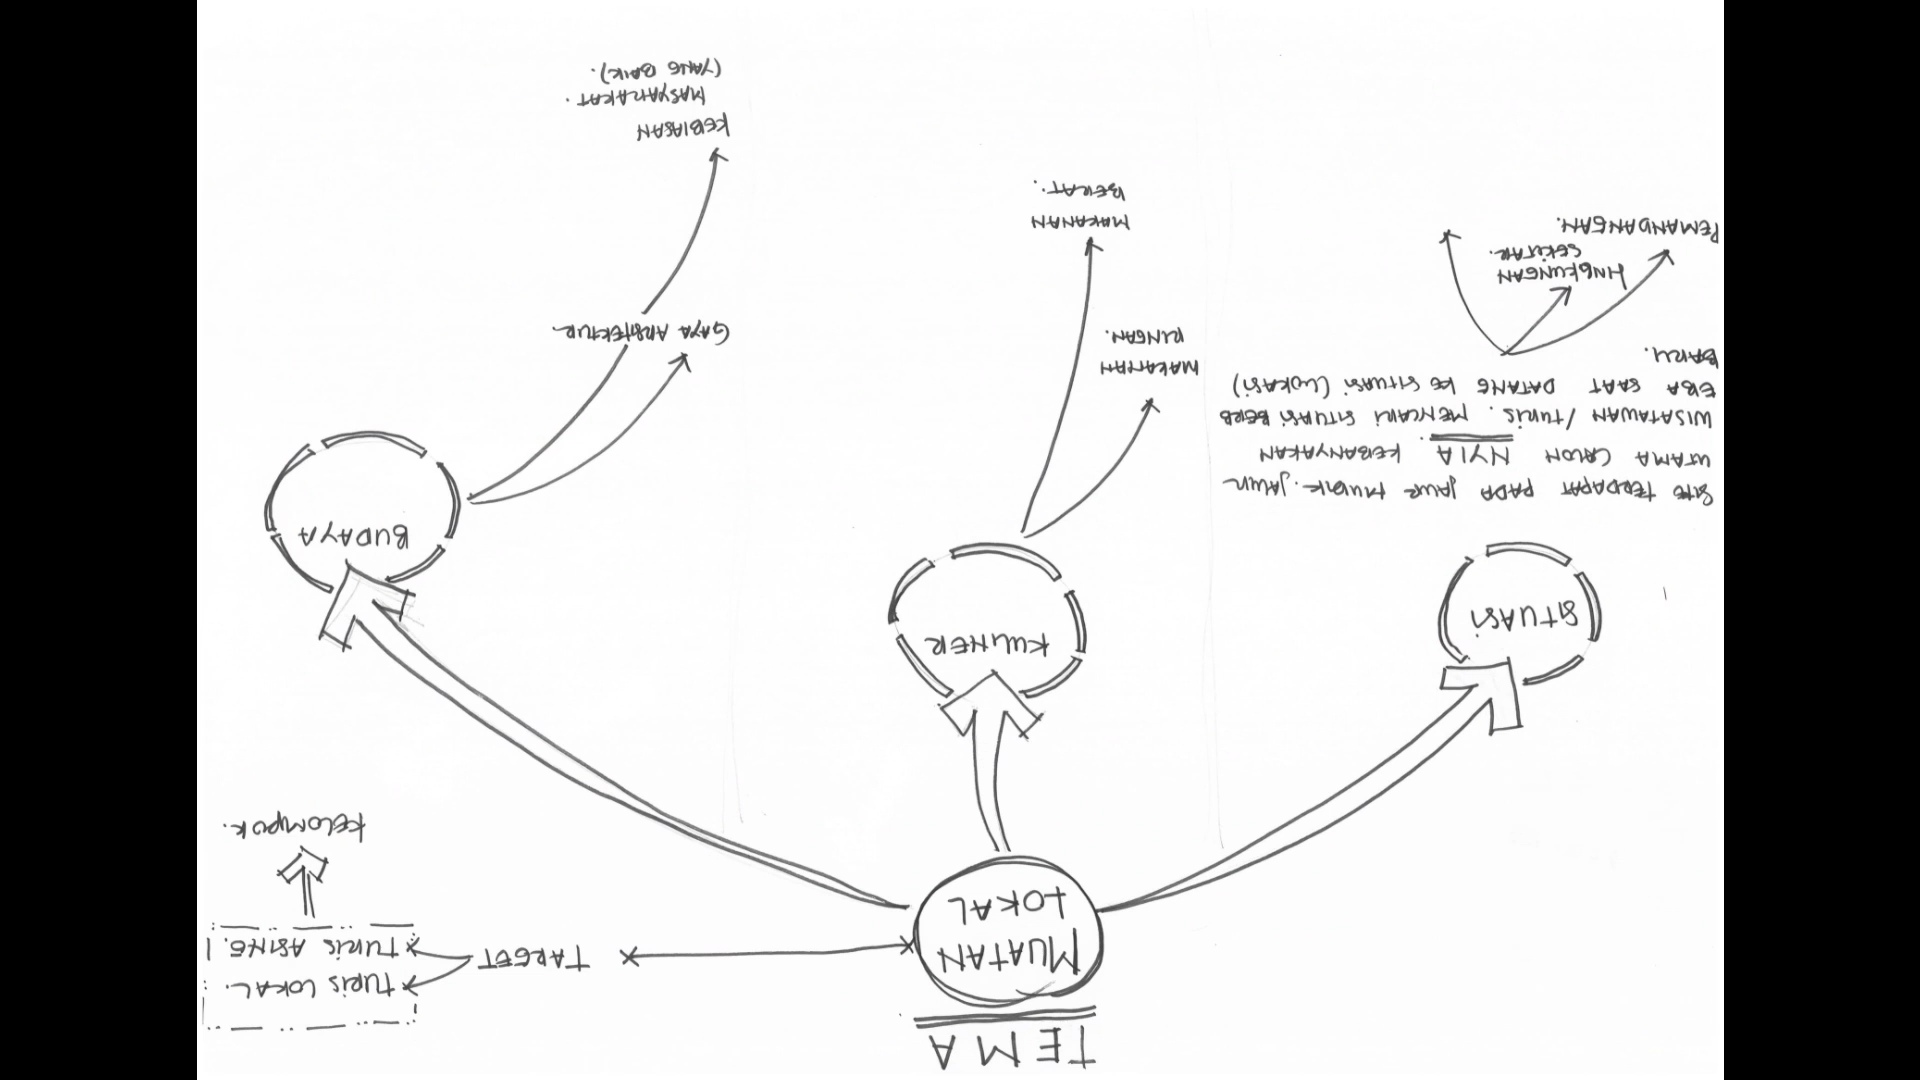 TEMA
MUATAN
LOKAL
TARGET
TURIS LOKAL.
TURIS ASING.
KELOMPOK.
SITUASI
SITE TERDAPAT PADA JALUR MUDIK. JALUR
UTAMA CALON NYIA. KEBANYAKAN
WISATAWAN / TURIS. MENCARI SITUASI BERB
EDA SAAT DATANG KE SITUASI (LOKASI)
BARU.
LINGKUNGAN
SEKITAR.
PEMANDANGAN.
KULINER
MAKANAN
RINGAN.
MAKANAN
BERAT.
BUDAYA
GAYA ARSITEKTUR.
KEBIASAN
MASYARAKAT.
(YANG BAIK).